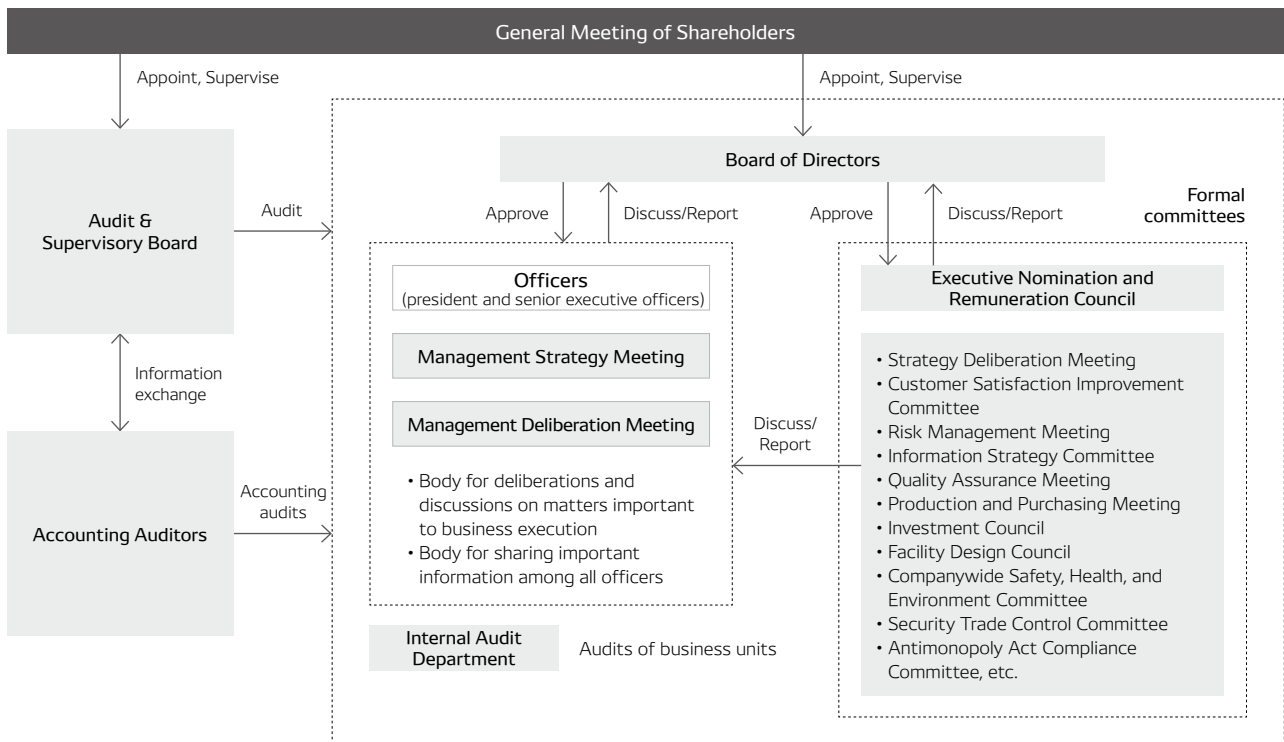 General Meeting of Shareholders
Appoint, Supervise
Appoint, Supervise
Board of Directors
Audit &
Supervisory Board
Audit
Approve
Discuss/Report
Approve
Discuss/Report
Formal
committees
Officers
(president and senior executive officers)
Management Strategy Meeting
Management Deliberation Meeting
• Body for deliberations and
discussions on matters important
to business execution
• Body for sharing important
information among all officers
Executive Nomination and
Remuneration Council
• Strategy Deliberation Meeting
• Customer Satisfaction Improvement
Committee
• Risk Management Meeting
• Information Strategy Committee
• Quality Assurance Meeting
• Production and Purchasing Meeting
• Investment Council
• Facility Design Council
• Companywide Safety, Health, and
Environment Committee
• Security Trade Control Committee
• Antimonopoly Act Compliance
Committee, etc.
Discuss/
Report
Information
exchange
Accounting Auditors
Accounting
audits
Internal Audit
Department
Audits of business units